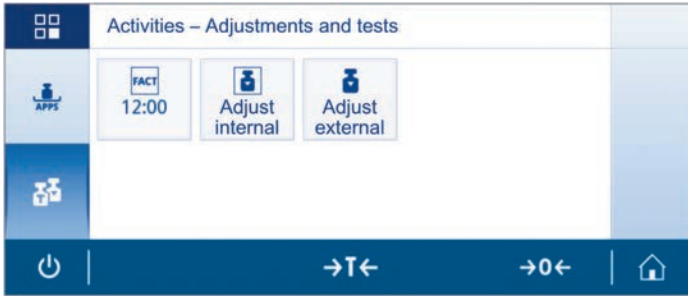 Activities – Adjustments and tests
APPS
FACT
12:00
Adjust
internal
Adjust
external
T
→T←
→0←